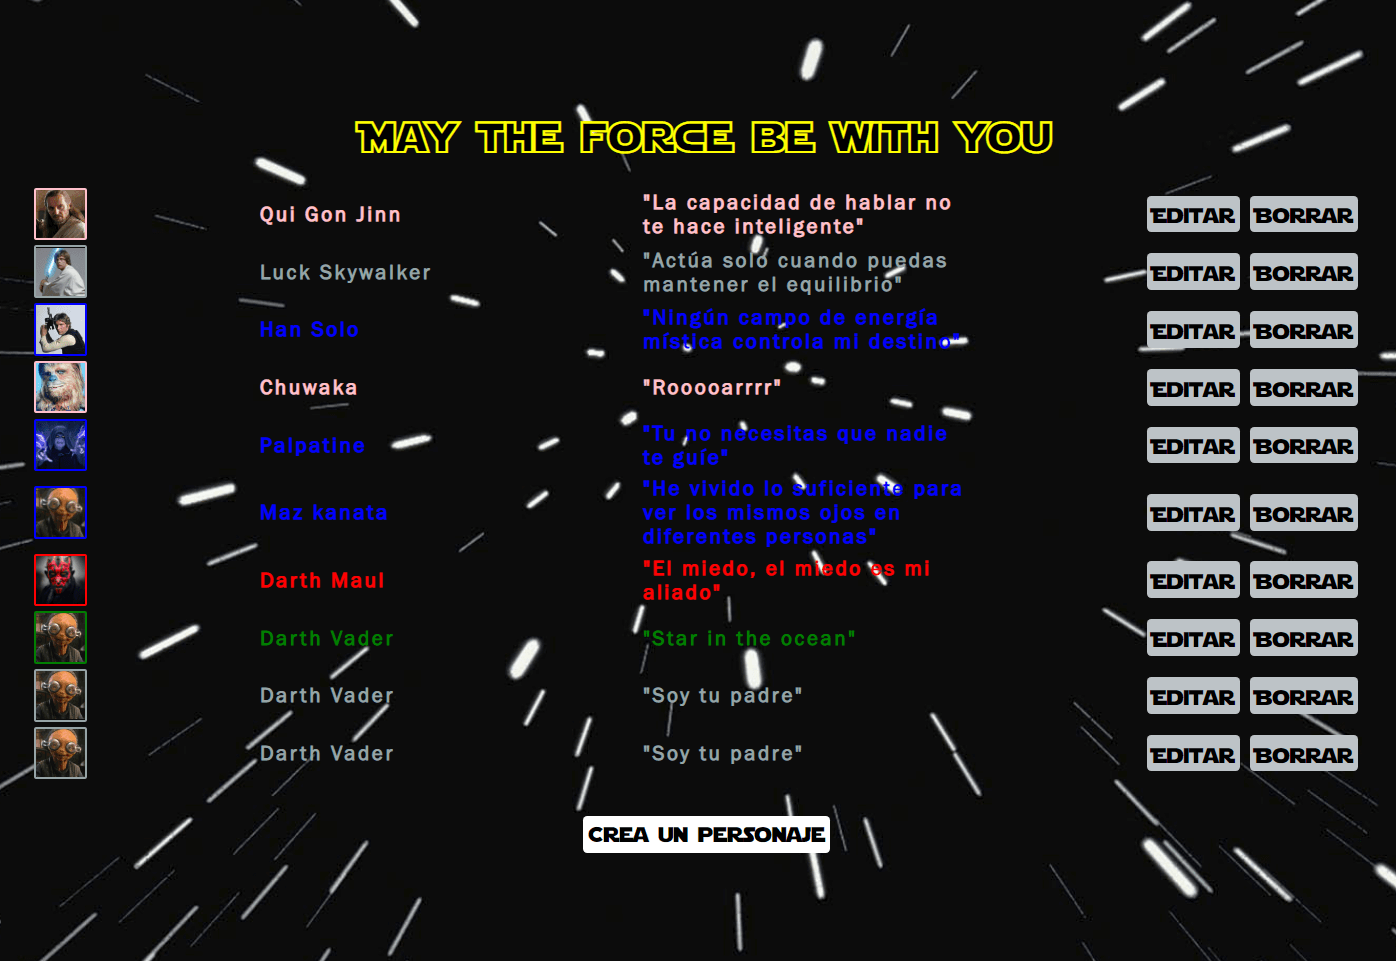 MAY THE FORCE BE WITH YOU
Qui Gon Jinn
"La capacidad de hablar no
te hace inteligente"
EDITAR BORRAR
Luck Skywalker
"Actúa solo cuando puedas
mantener el equilibrio"
EDITAR BORRAR
Han Solo
"Ningún campo de energía
mística controla mi destino"
EDITAR BORRAR
Chuwaka
"Rooooarrrr"
EDITAR BORRAR
Palpatine
"Tu no necesitas que nadie
te guíe"
EDITAR BORRAR
Maz kanata
"He vivido lo suficiente para
ver los mismos ojos en
diferentes personas"
EDITAR BORRAR
Darth Maul
"El miedo, el miedo es mi
aliado"
EDITAR BORRAR
Darth Vader
"Star in the ocean"
EDITAR BORRAR
Darth Vader
"Soy tu padre"
EDITAR BORRAR
Darth Vader
"Soy tu padre"
EDITAR BORRAR
CREA UN PERSONAJE